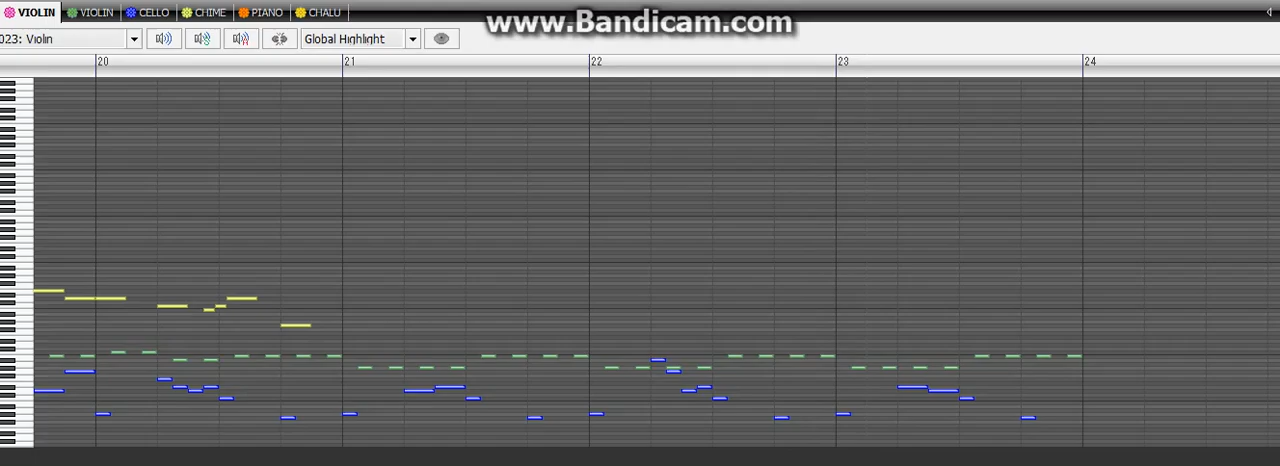 VIOLIN VIOLIN CELLO CHIME PIANO CHALU
www.Bandicam.com
023: Violin Global Highlight
20 21 22 23 24